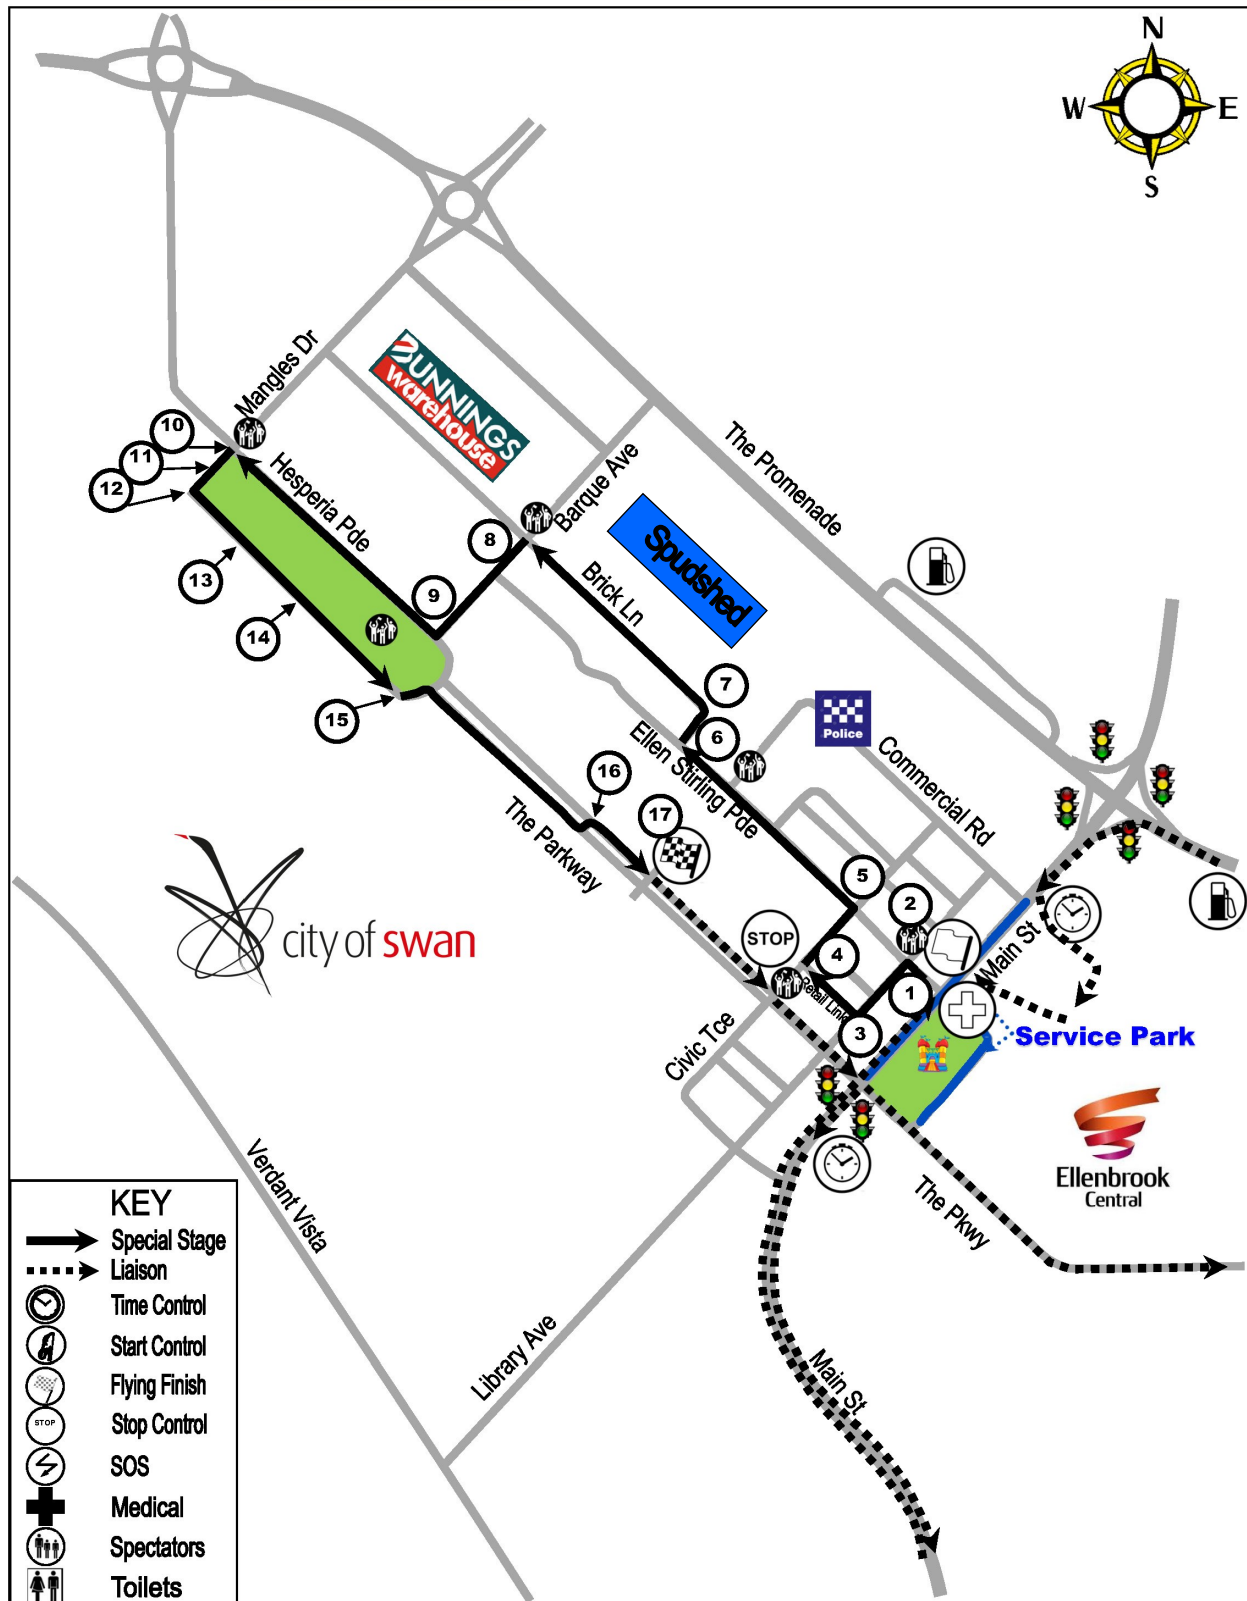 N
W
E
S
Mangles Dr
BUNNINGS
warehouse
10
11
12
Hesperia Pde
The Promenade
Barque Ave
8
Spudshed
Brick Ln
13
9
14
7
15
6
Police
Ellen Stirling Pde
Commercial Rd
16
17
The Parkway
5
2
city of swan
STOP
4
Main St
1
Retail Link
3
Service Park
Civic Tce
Ellenbrook
Central
Verdant Vista
The Pkwy
Library Ave
Main St
KEY
Special Stage
Liaison
Time Control
Start Control
Flying Finish
STOP
Stop Control
SOS
Medical
Spectators
Toilets